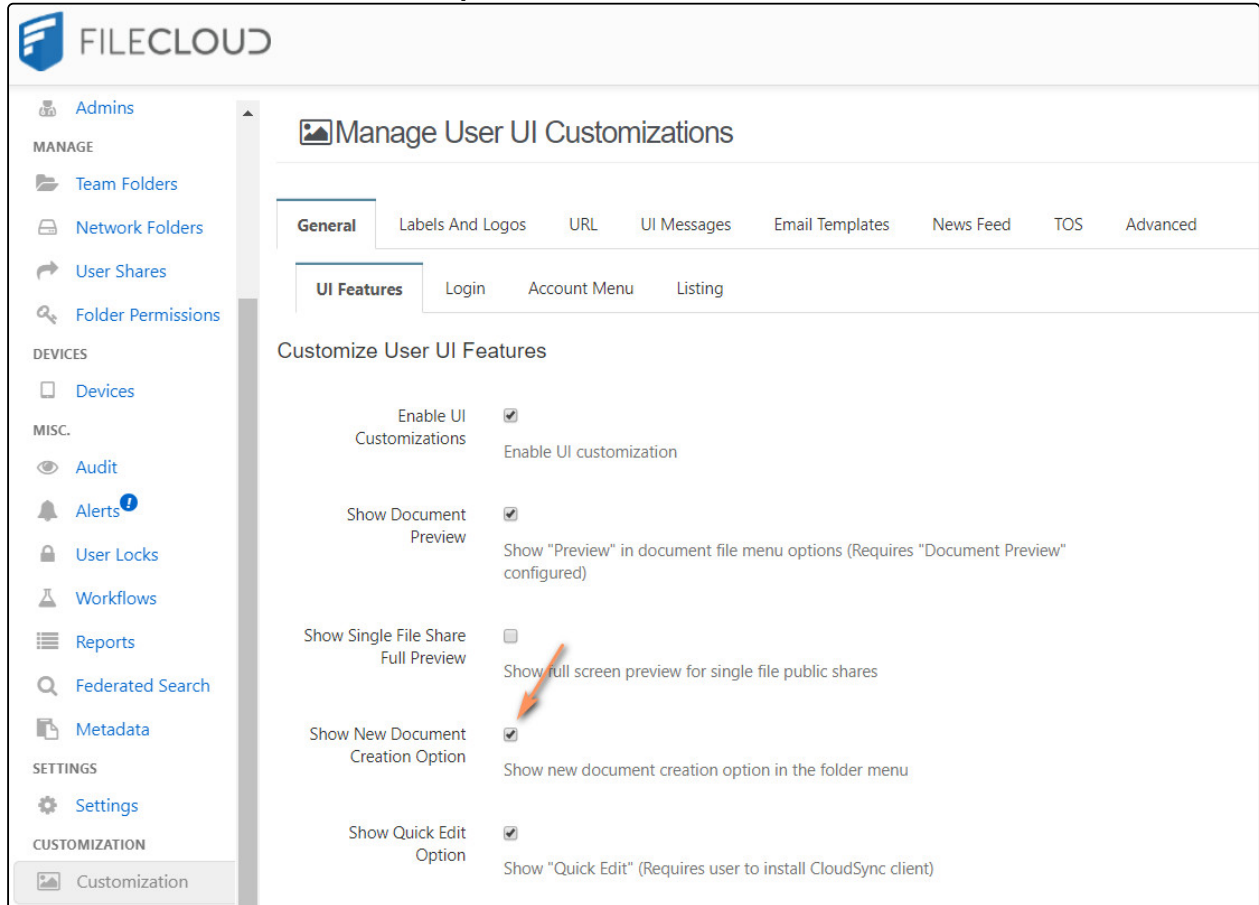 FILECLOUD
Admins
MANAGE
Team Folders
Network Folders
User Shares
Folder Permissions
DEVICES
Devices
MISC.
Audit
Alerts
User Locks
Workflows
Reports
Federated Search
Metadata
SETTINGS
Settings
CUSTOMIZATION
Customization
Manage User UI Customizations
General Labels And Logos URL UI Messages Email Templates News Feed TOS Advanced
UI Features Login Account Menu Listing
Customize User UI Features
Enable UI
Customizations
Enable UI customization
Show Document
Preview
Show "Preview" in document file menu options (Requires "Document Preview"
configured)
Show Single File Share
Full Preview
Show full screen preview for single file public shares
Show New Document
Creation Option
Show new document creation option in the folder menu
Show Quick Edit
Option
Show "Quick Edit" (Requires user to install CloudSync client)